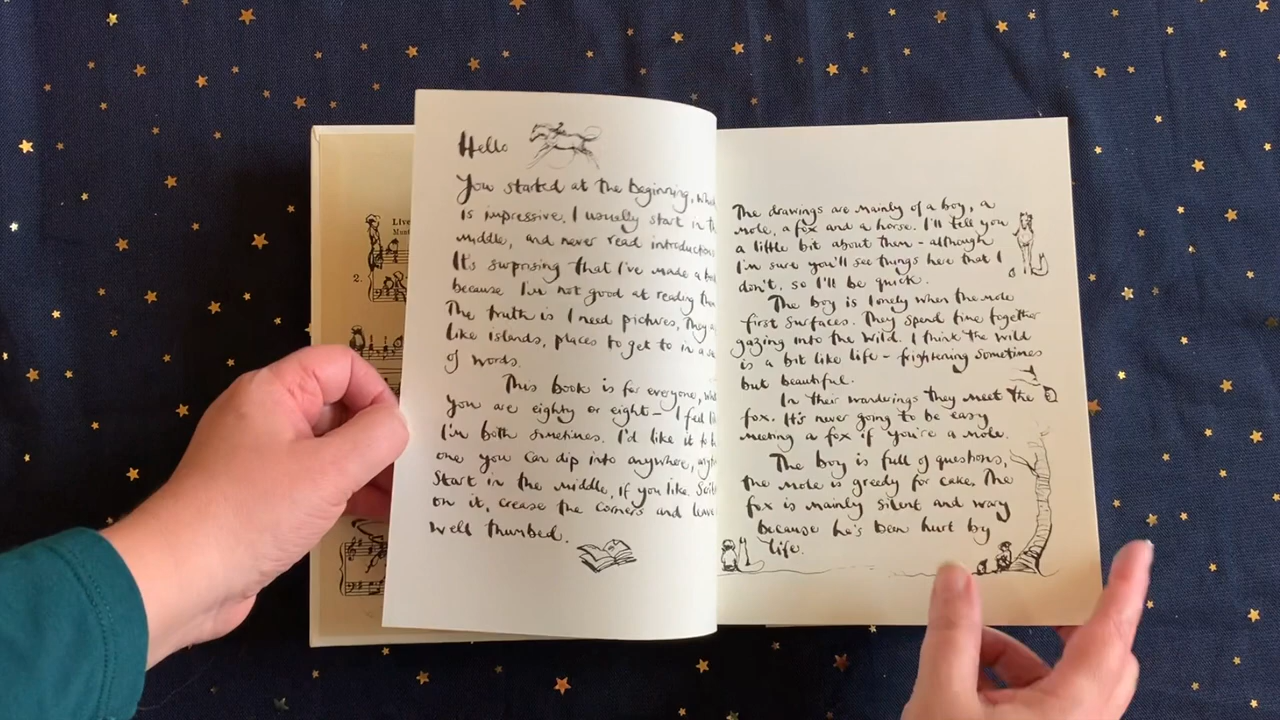 Live
2.
Hello
You started at the beginning, which
is impressive. I usually start in the
middle, and never read introductions
It's surprising that I've made a
because I'm not good at reading
The truth is I need pictures, they
like islands, places to get to in a
of words.
This book is for everyone,
you are eighty or eight – I feel
I'm both sometimes. I'd like it to
one you can dip into anywhere,
Start in the middle, if you like.
on it, crease the corners and leave
well thumbed.
The drawings are mainly of a boy, a
mole, a fox and a horse. I'll tell you
a little bit about them – although
I'm sure you'll see things here that I
don't, so I'll be quick.
The boy is lonely when the mole
first surfaces. They spend time together
gazing into the wild. I think the wild
is a bit like life – frightening sometimes
but beautiful.
In their wanderings they meet the
fox. It's never going to be easy
meeting a fox if you're a mole.
The boy is full of questions,
the mole is greedy for cake. The
fox is mainly silent and wary
because he's been hurt by
life.